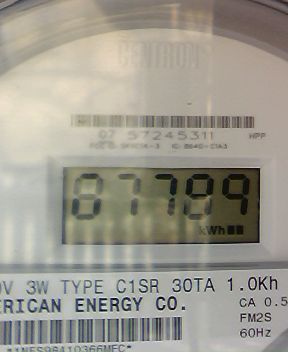 CENTRON
07 57245311 HPP
87789
kWh
V 3W TYPE C1SR 30TA 1.0Kh
ERICAN ENERGY CO.
CA 0.5
FM2S
60Hz